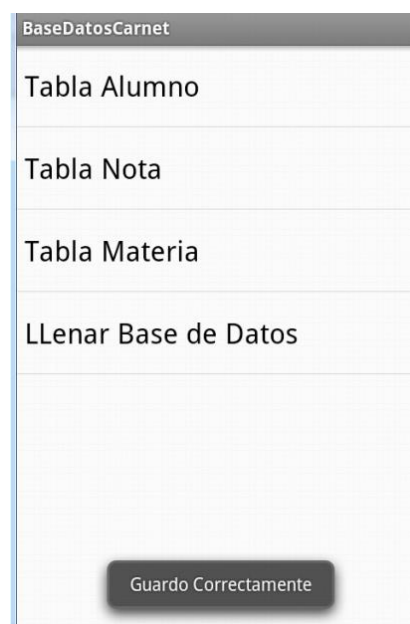 BaseDatosCarnet
Tabla Alumno
Tabla Nota
Tabla Materia
LLenar Base de Datos
Guardo Correctamente